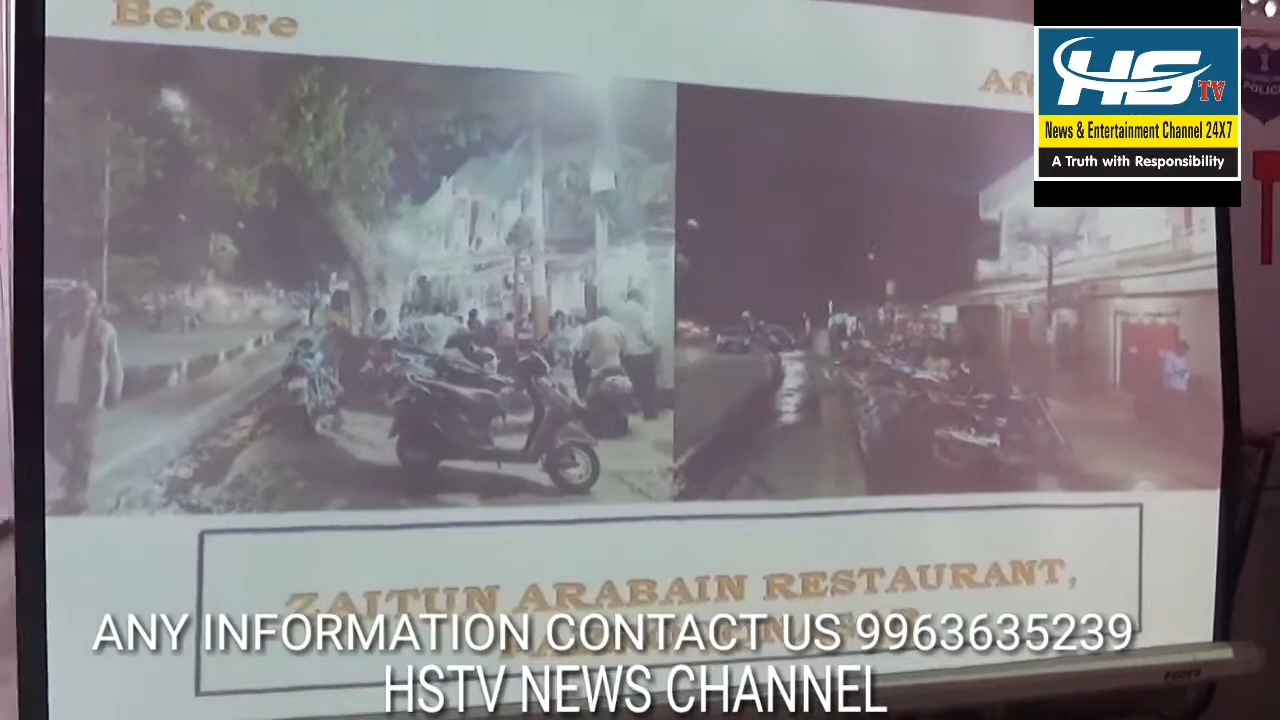 Before
Aft
HS TV
News & Entertainment Channel 24X7
A Truth with Responsibility
POLICE
ZAITUN ARABAIN RESTAURANT,
ANY INFORMATION CONTACT US 9963635239
HSTV NEWS CHANNEL